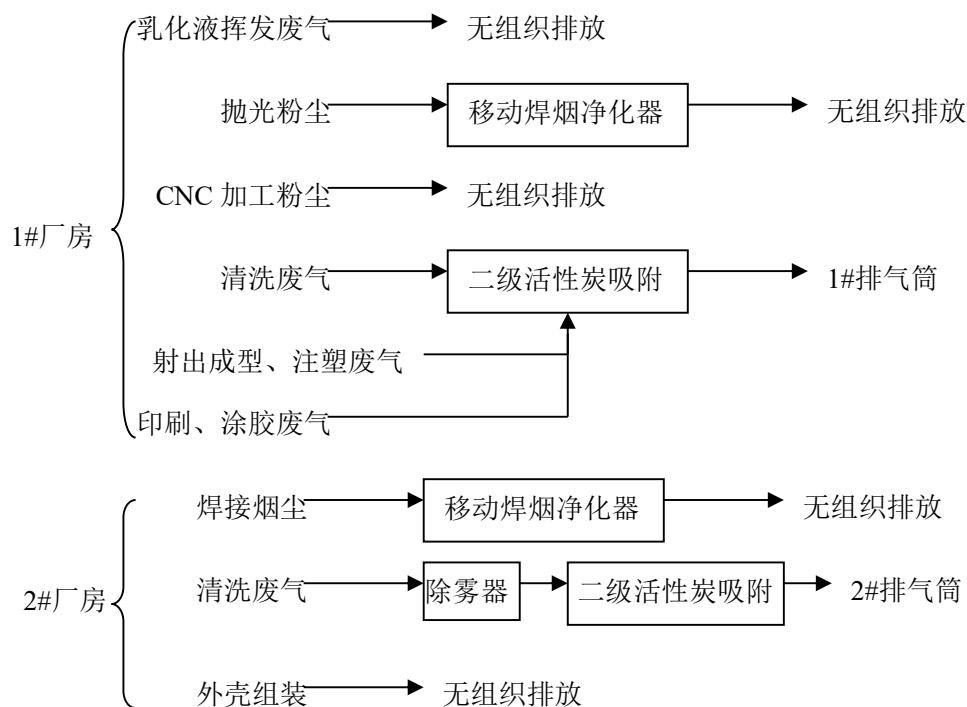 乳化液挥发废气 无组织排放
抛光粉尘 移动焊烟净化器 无组织排放
CNC 加工粉尘 无组织排放
1#厂房
清洗废气 二级活性炭吸附 1#排气筒
射出成型、注塑废气
印刷、涂胶废气
焊接烟尘 移动焊烟净化器 无组织排放
2#厂房 清洗废气 除雾器 二级活性炭吸附 2#排气筒
外壳组装 无组织排放